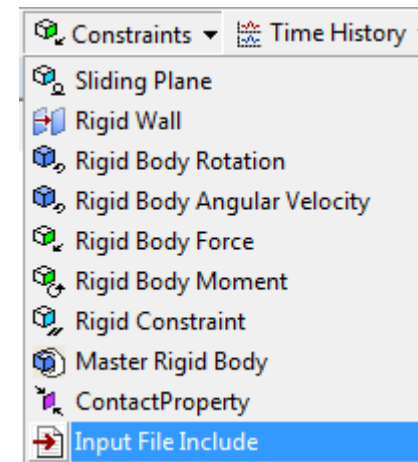 Constraints Time History
Sliding Plane
Rigid Wall
Rigid Body Rotation
Rigid Body Angular Velocity
Rigid Body Force
Rigid Body Moment
Rigid Constraint
Master Rigid Body
ContactProperty
Input File Include